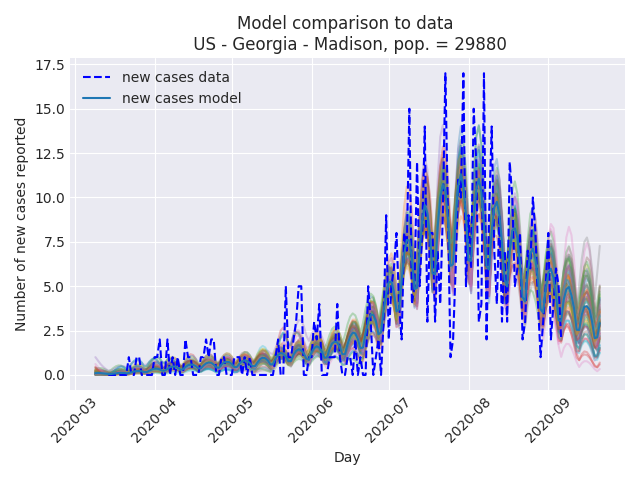 Model comparison to data
US - Georgia - Madison, pop. = 29880
new cases data
new cases model
Number of new cases reported
17.5
15.0
12.5
10.0
7.5
5.0
2.5
0.0
2020-03
2020-04
2020-05
2020-06
2020-07
2020-08
2020-09
Day